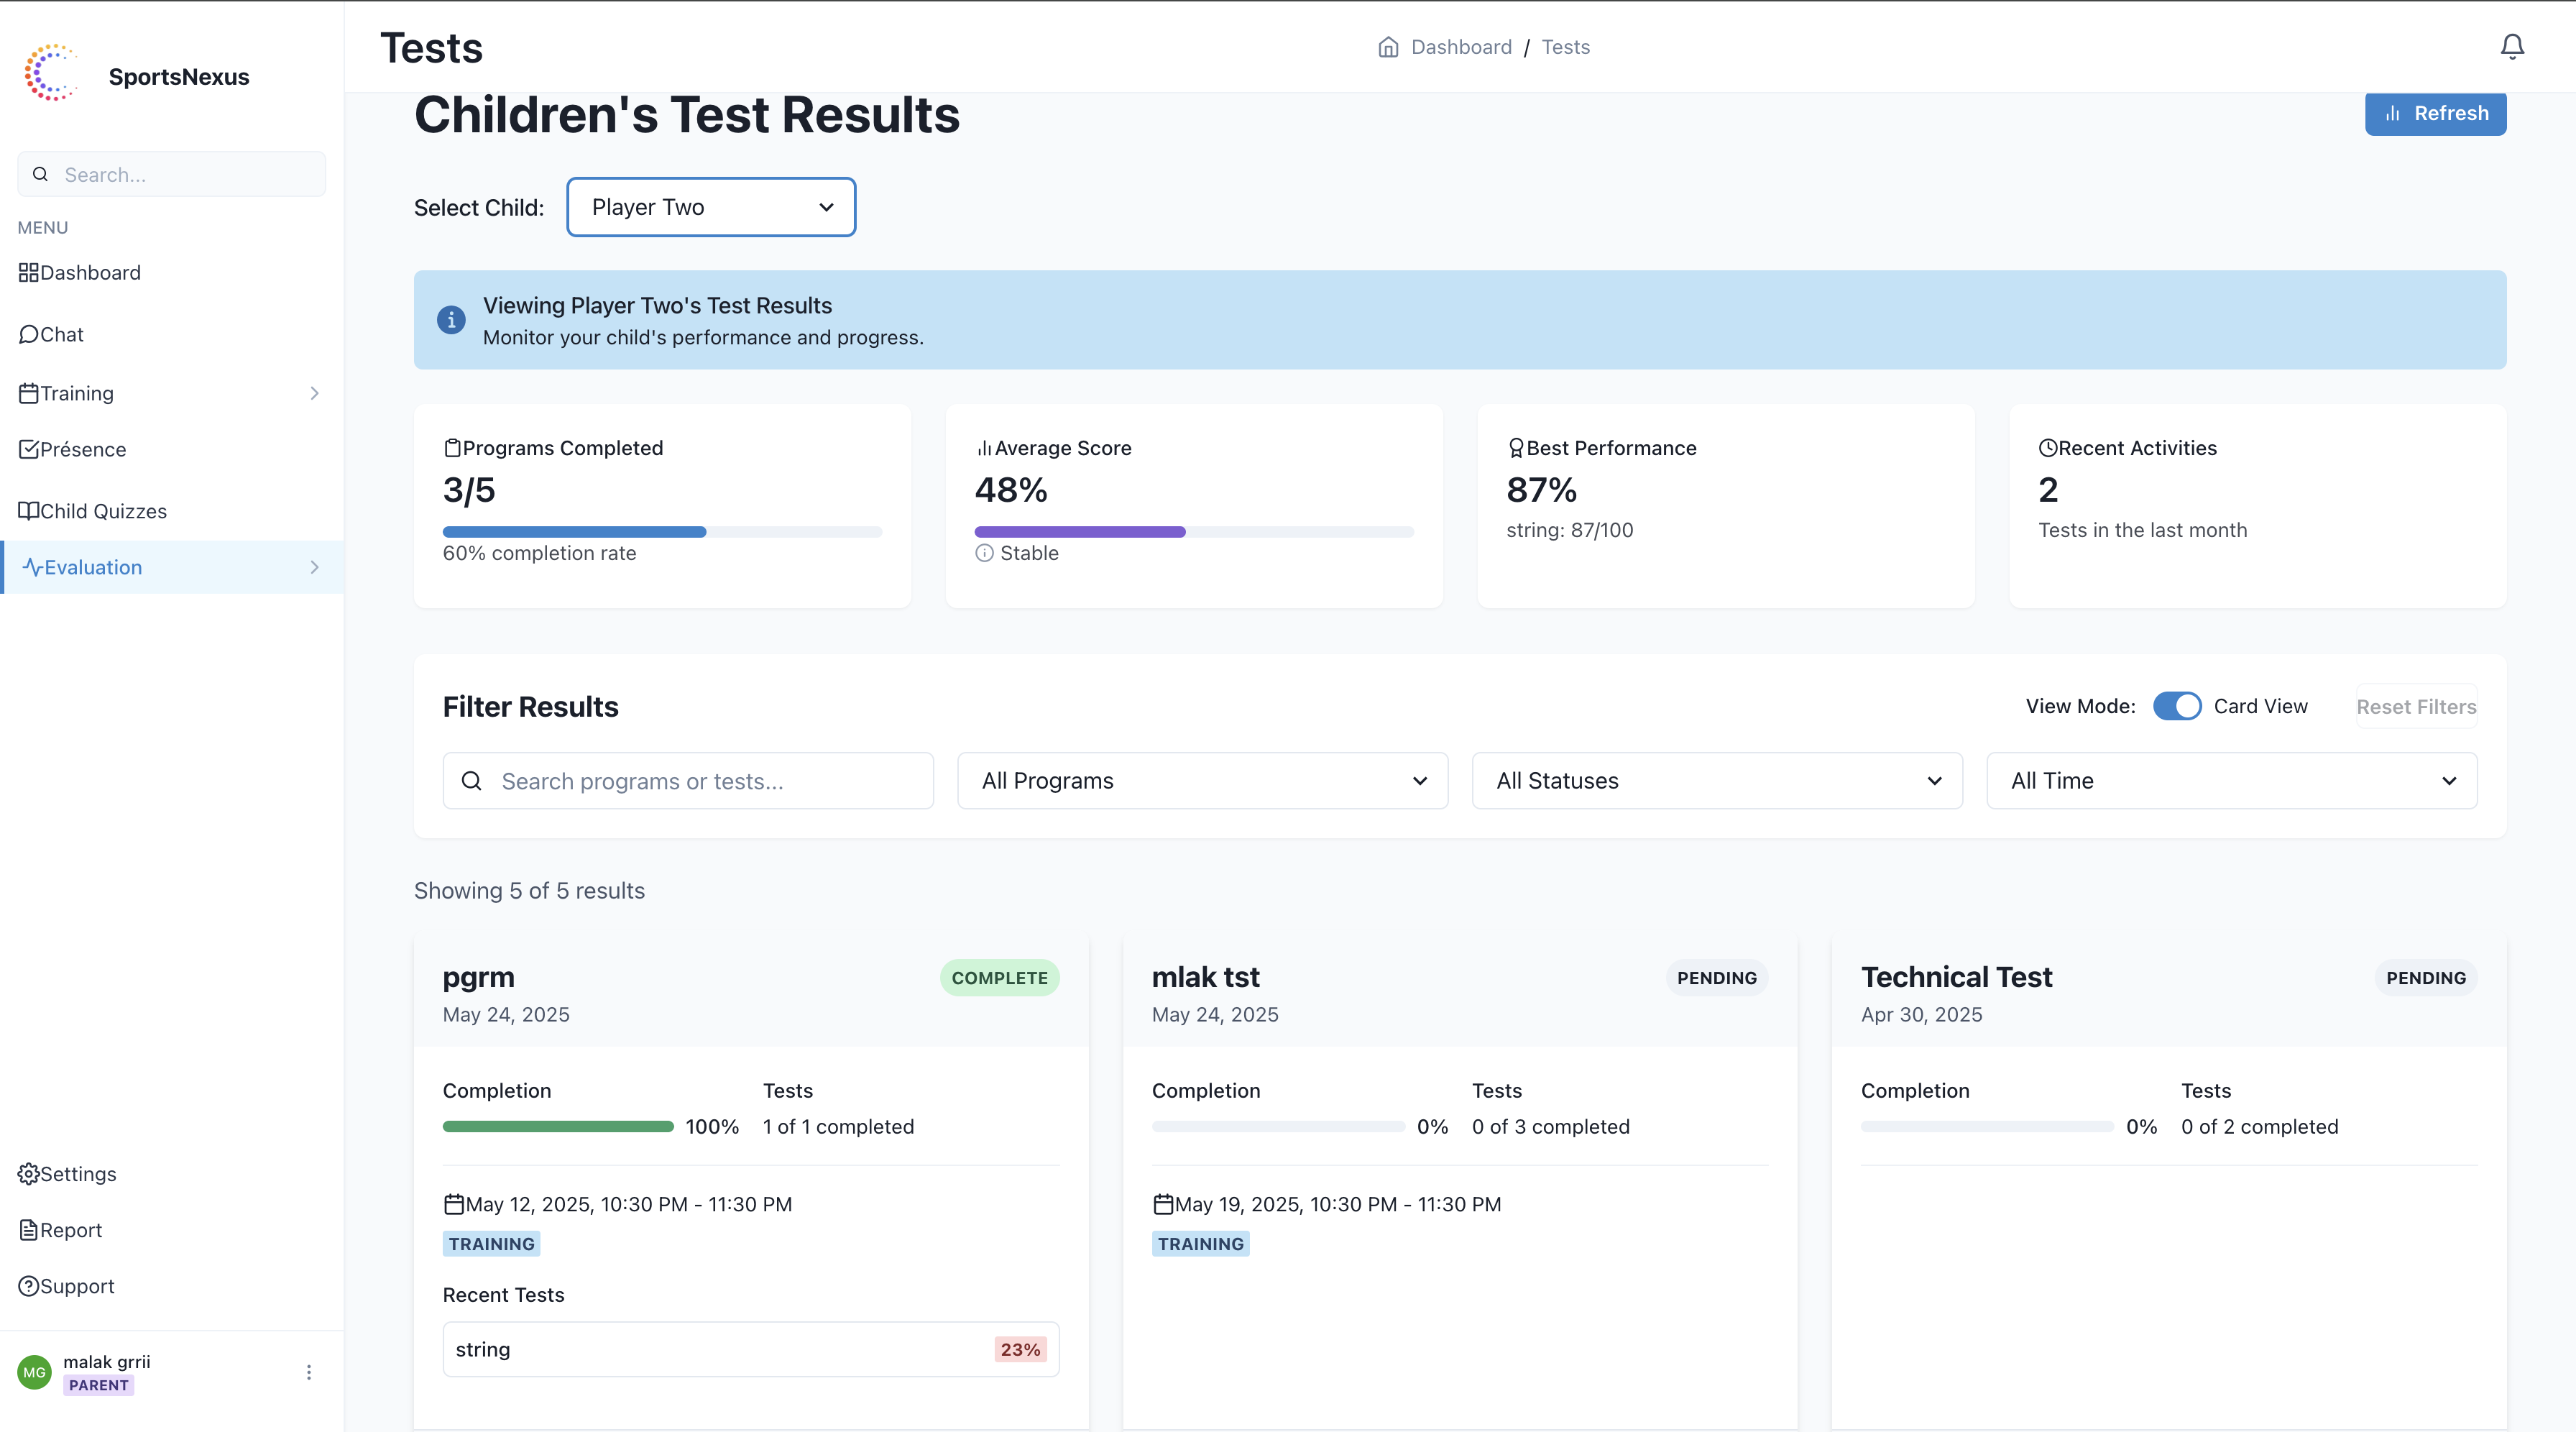 SportsNexus
Search...
MENU
Dashboard
Chat
Training
Présence
Child Quizzes
Evaluation
Settings
Report
Support
MG
malak grrii
PARENT
Tests
Dashboard / Tests
Children's Test Results
Refresh
Select Child:
Player Two
Viewing Player Two's Test Results
Monitor your child's performance and progress.
Programs Completed
3/5
60% completion rate
Average Score
48%
Stable
Best Performance
87%
string: 87/100
Recent Activities
2
Tests in the last month
Filter Results
View Mode:
Card View
Reset Filters
Search programs or tests...
All Programs
All Statuses
All Time
Showing 5 of 5 results
pgrm
COMPLETE
May 24, 2025
Completion
Tests
100%
1 of 1 completed
May 12, 2025, 10:30 PM - 11:30 PM
TRAINING
Recent Tests
string
23%
mlak tst
PENDING
May 24, 2025
Completion
Tests
0%
0 of 3 completed
May 19, 2025, 10:30 PM - 11:30 PM
TRAINING
Technical Test
PENDING
Apr 30, 2025
Completion
Tests
0%
0 of 2 completed